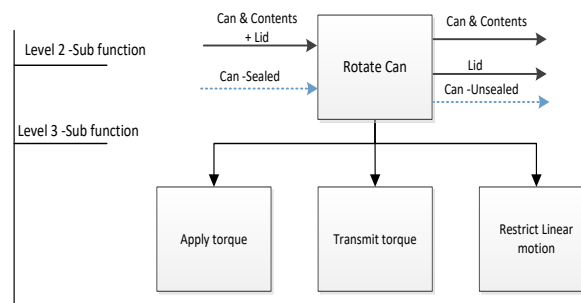 Can & Contents
+ Lid
Can & Contents
Level 2 -Sub function
Rotate Can
Lid
Can -Sealed
Can -Unsealed
Level 3 -Sub function
Apply torque
Transmit torque
Restrict Linear
motion